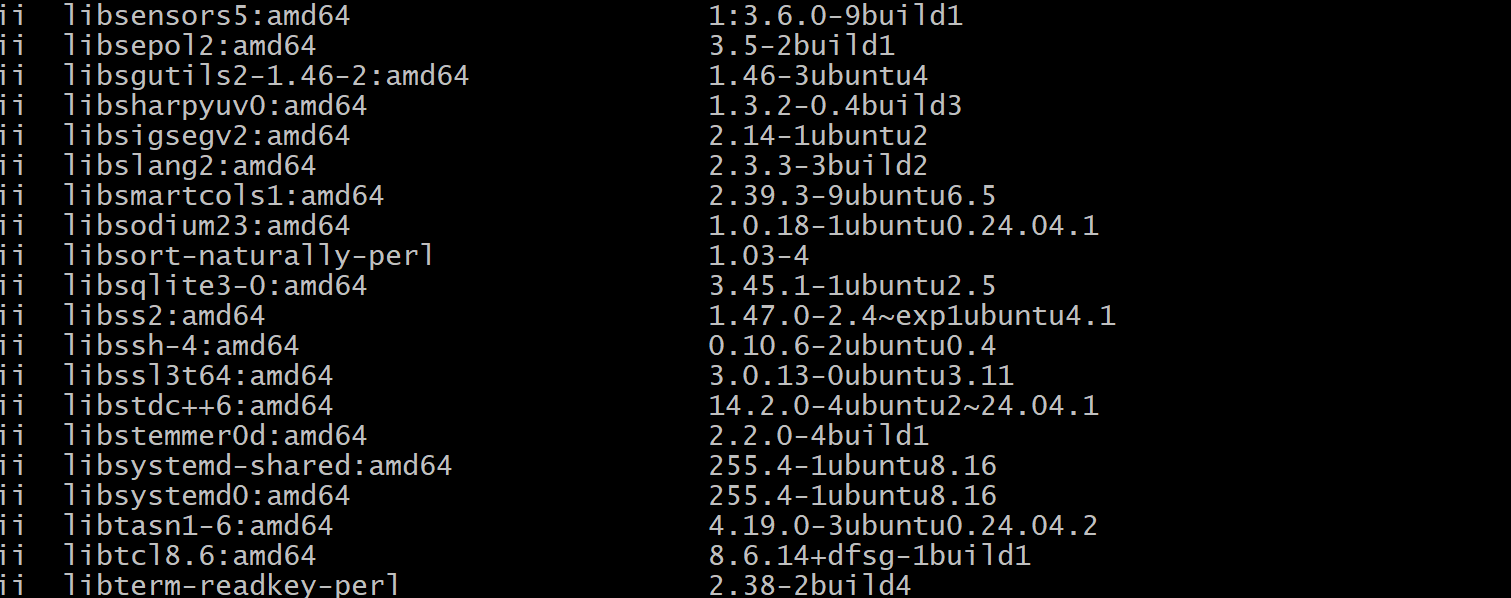 ii libsensors5:amd64 1:3.6.0-9build1
ii libsepol2:amd64 3.5-2build1
ii libsgutils2-1.46-2:amd64 1.46-3ubuntu4
ii libsharpyuv0:amd64 1.3.2-0.4build3
ii libsigsegv2:amd64 2.14-1ubuntu2
ii libslang2:amd64 2.3.3-3build2
ii libsmartcols1:amd64 2.39.3-9ubuntu6.5
ii libsodium23:amd64 1.0.18-1ubuntu0.24.04.1
ii libsort-naturally-perl 1.03-4
ii libsqlite3-0:amd64 3.45.1-1ubuntu2.5
ii libss2:amd64 1.47.0-2.4~exp1ubuntu4.1
ii libssh-4:amd64 0.10.6-2ubuntu0.4
ii libssl3t64:amd64 3.0.13-0ubuntu3.11
ii libstdc++6:amd64 14.2.0-4ubuntu2~24.04.1
ii libstemmer0d:amd64 2.2.0-4build1
ii libsystemd-shared:amd64 255.4-1ubuntu8.16
ii libsystemd0:amd64 255.4-1ubuntu8.16
ii libtasn1-6:amd64 4.19.0-3ubuntu0.24.04.2
ii libtcl8.6:amd64 8.6.14+dfsg-1build1
ii libterm-readkey-perl 2.38-2build4